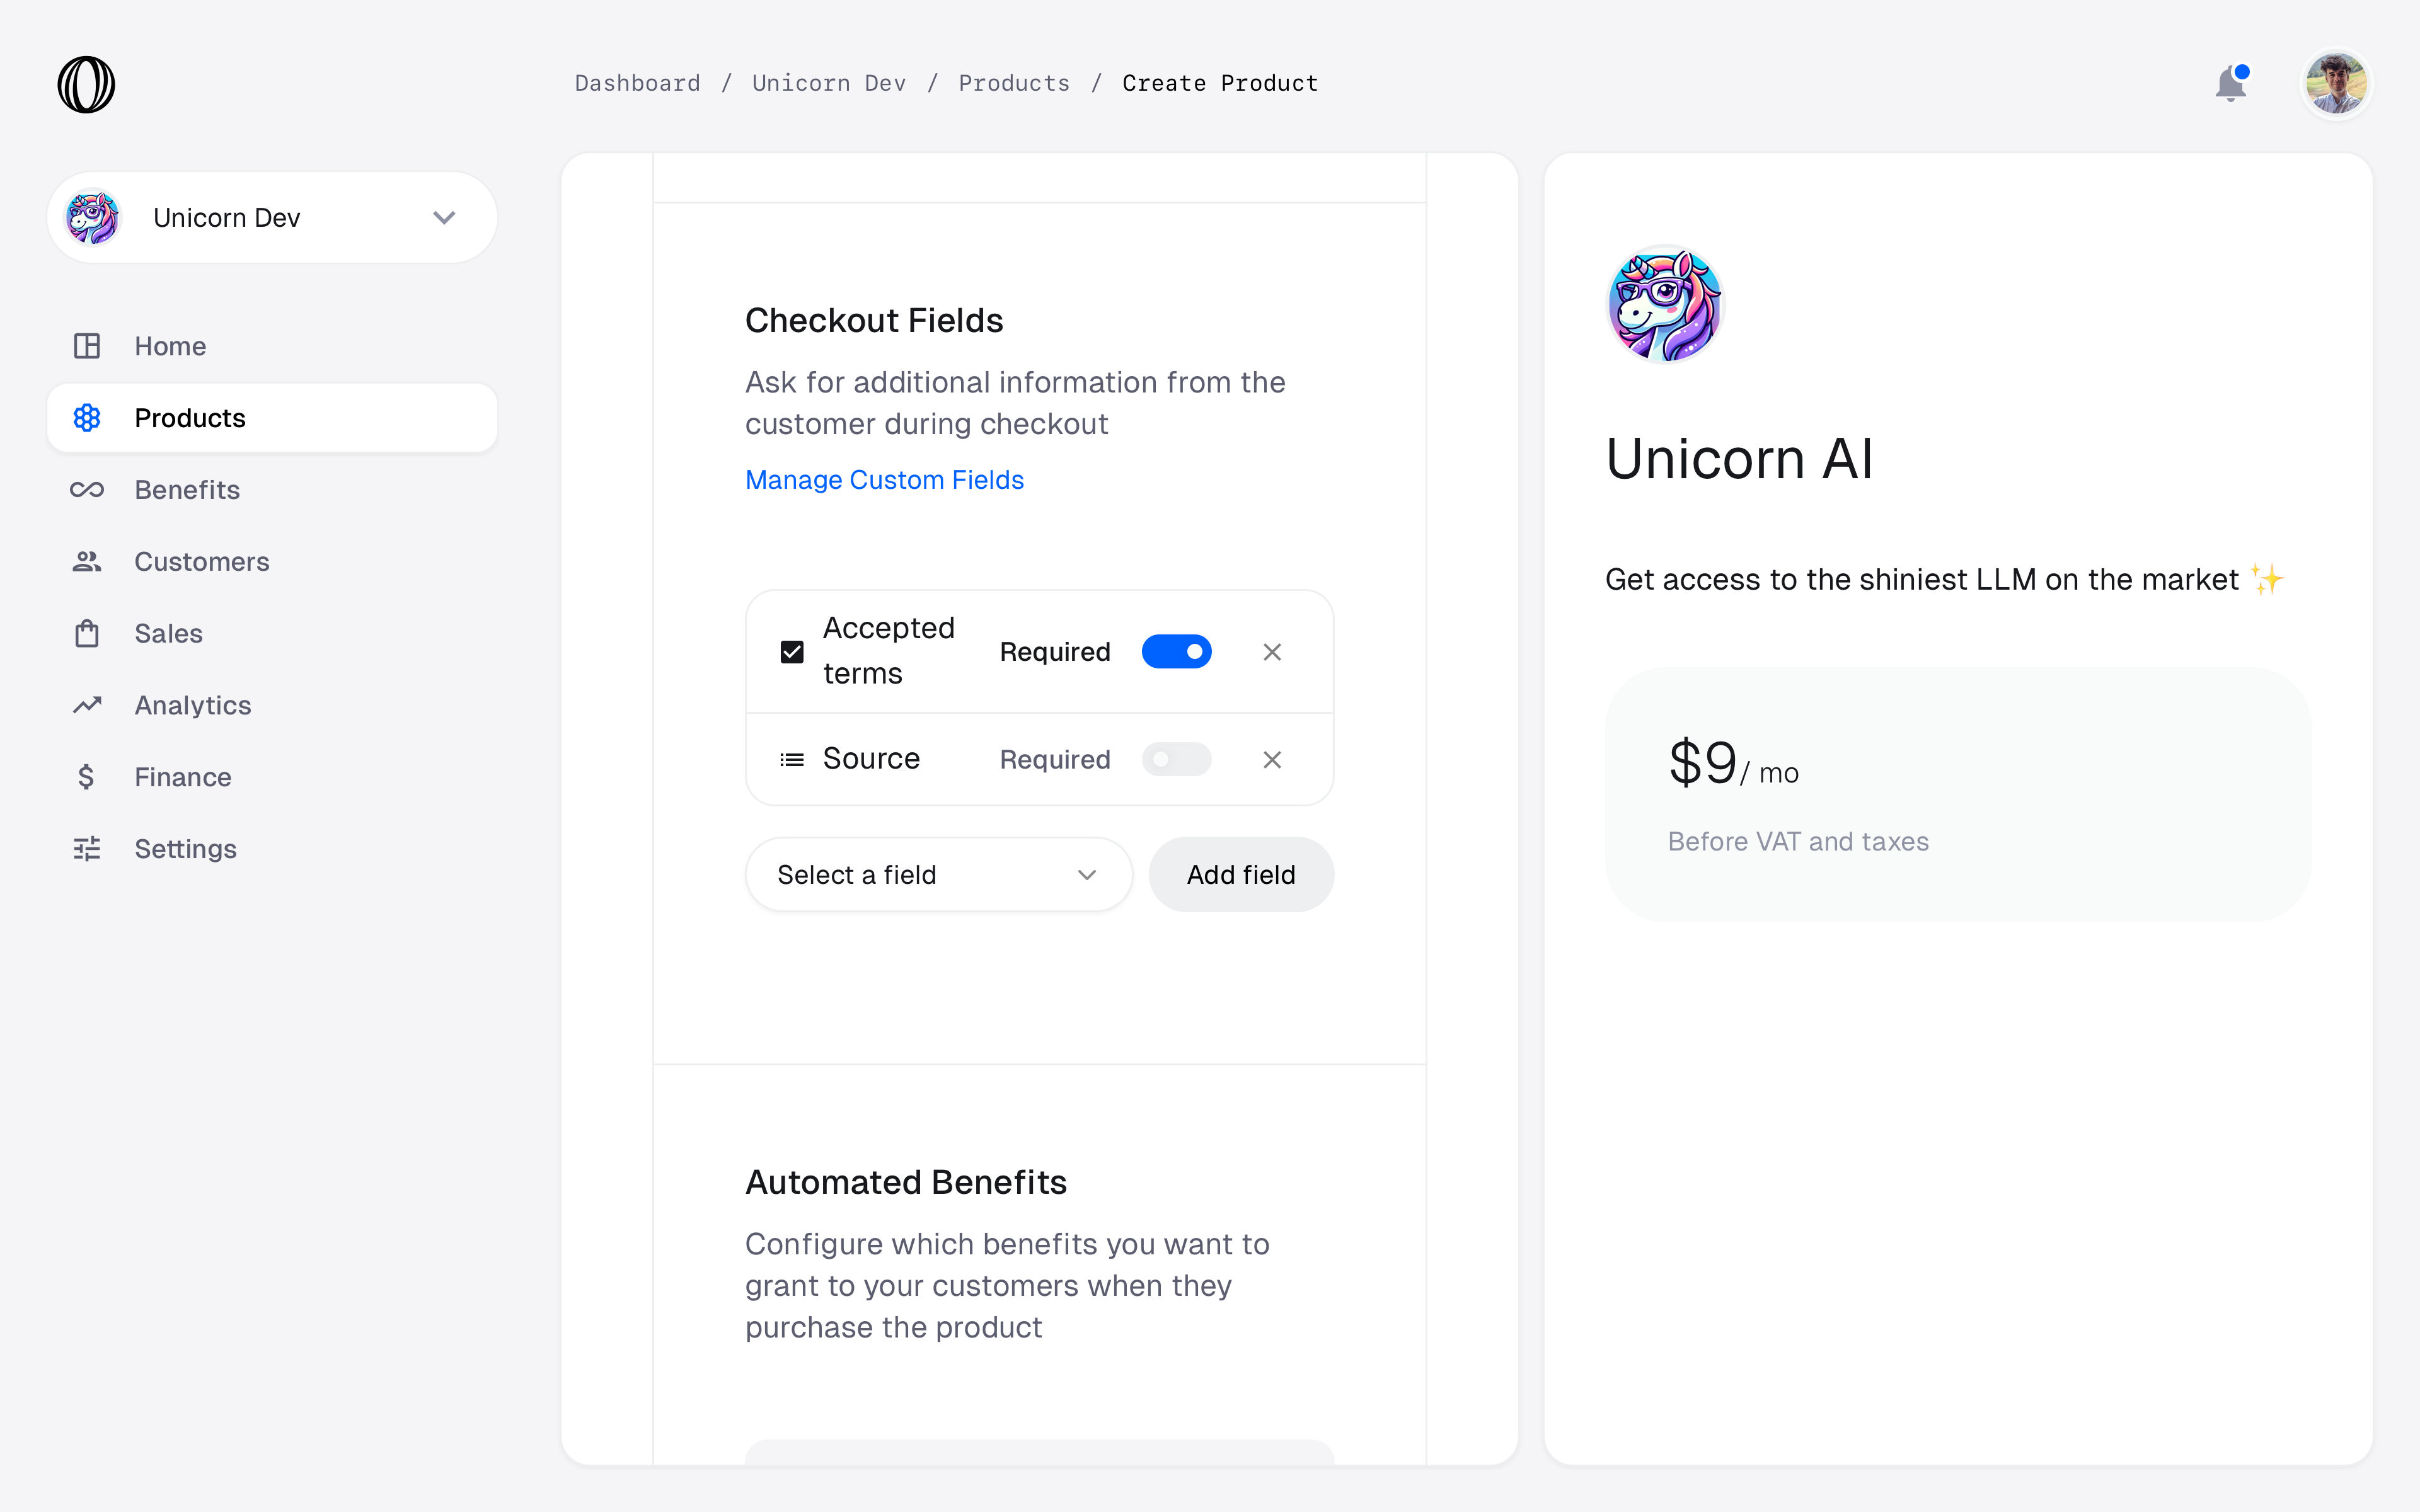 Dashboard / Unicorn Dev / Products / Create Product
Unicorn Dev
Home
Products
Benefits
Customers
Sales
Analytics
Finance
Settings
Checkout Fields
Ask for additional information from the
customer during checkout
Manage Custom Fields
Accepted
terms
Required
Source
Required
Select a field
Add field
Automated Benefits
Configure which benefits you want to
grant to your customers when they
purchase the product
Unicorn AI
Get access to the shiniest LLM on the market ✨
$9/ mo
Before VAT and taxes